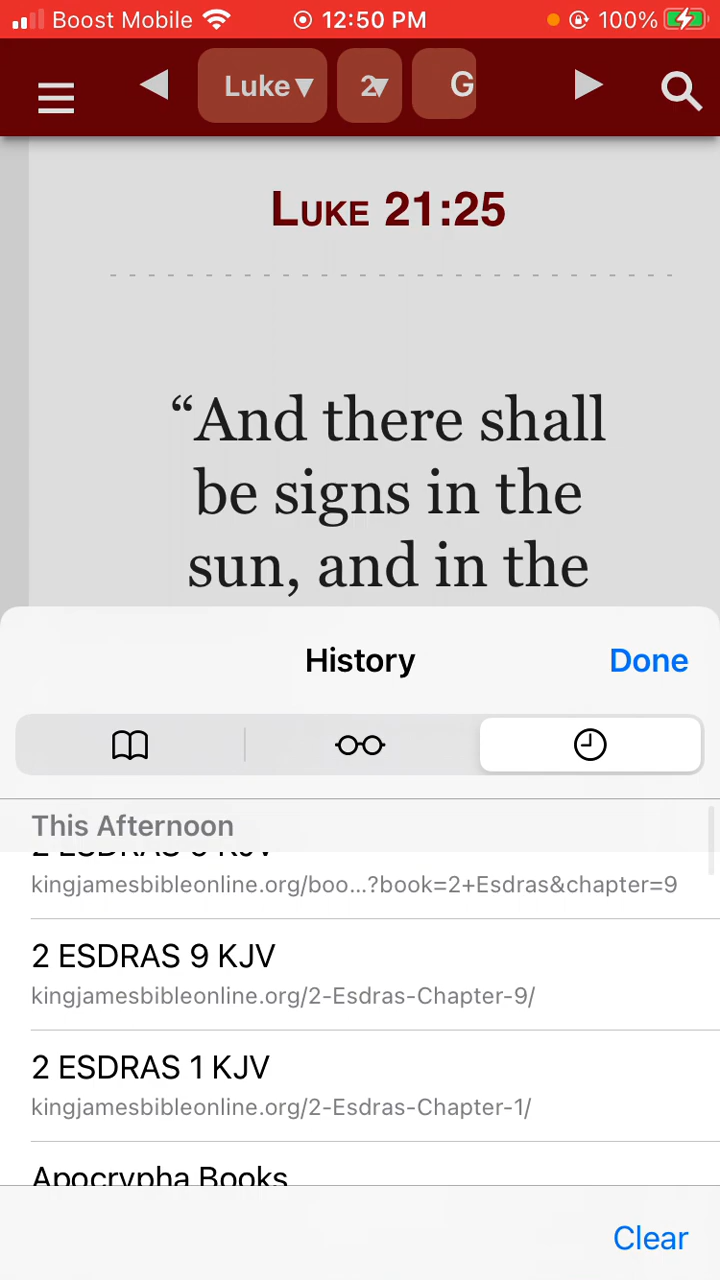 Boost Mobile 12:50 PM 100%
Luke▼ 2▼ G
LUKE 21:25
“And there shall
be signs in the
sun, and in the
History Done
This Afternoon
kingjamesbibleonline.org/boo...?book=2+Esdras&chapter=9
2 ESDRAS 9 KJV
kingjamesbibleonline.org/2-Esdras-Chapter-9/
2 ESDRAS 1 KJV
kingjamesbibleonline.org/2-Esdras-Chapter-1/
Apocrypha Books
Clear